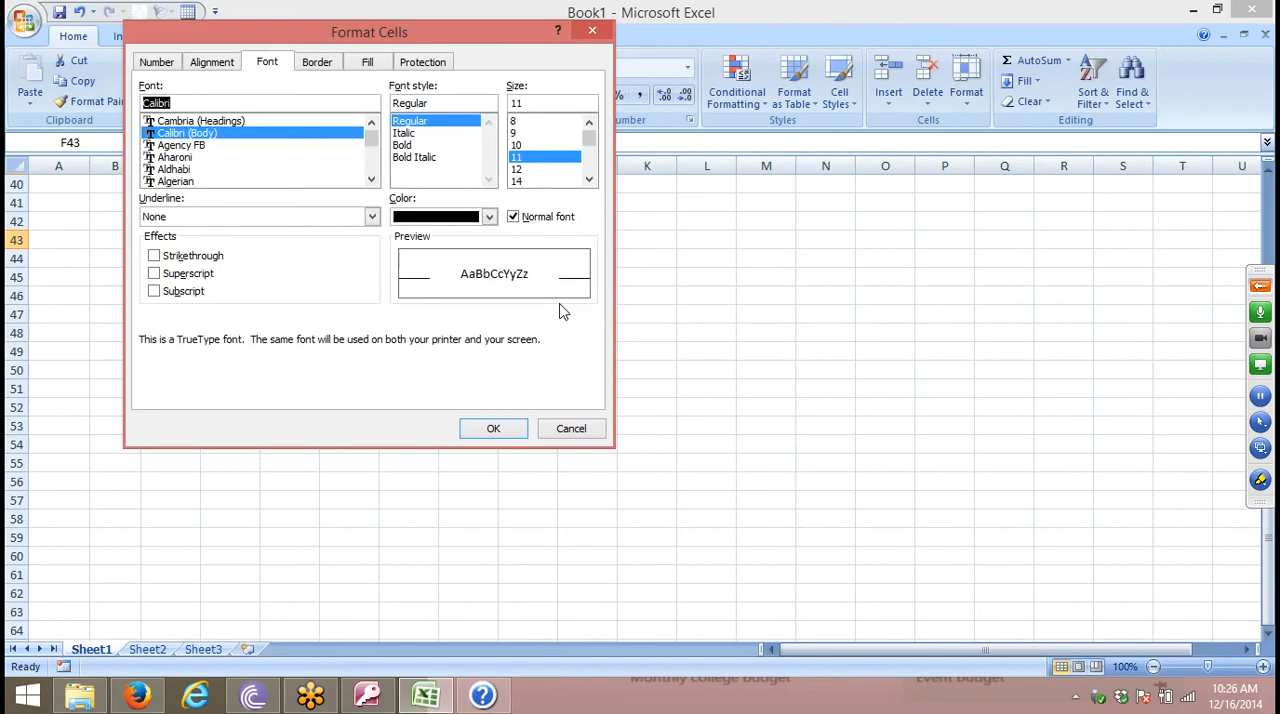 Book1 - Microsoft Excel
Home
In
Format Cells
?
Paste
Cut
Copy
Format Pain
Clipboard
Number Alignment Font Border Fill Protection
Font:
Calibri
Cambria (Headings)
Calibri (Body)
Agency FB
Aharoni
Aldhabi
Algerian
Font style:
Regular
Regular
Italic
Bold
Bold Italic
Size:
11
8
9
10
11
12
14
Underline:
None
Color:
Normal font
Effects
Strikethrough
Superscript
Subscript
Preview
AaBbCcYyZz
This is a TrueType font. The same font will be used on both your printer and your screen.
OK Cancel
%
,
umber
Conditional Formatting
Format as Table
Cell Styles
Styles
Insert
Delete
Format
Cells
AutoSum
Fill
Clear
Sort & Filter
Find & Select
Editing
F43
A B K L M N O P Q R S T U
40
41
42
43
44
45
46
47
48
49
50
51
52
53
54
55
56
57
58
59
60
61
62
63
64
Sheet1 Sheet2 Sheet3
Ready
100%
Monthly college budget
Event budget
10:26 AM
12/16/2014